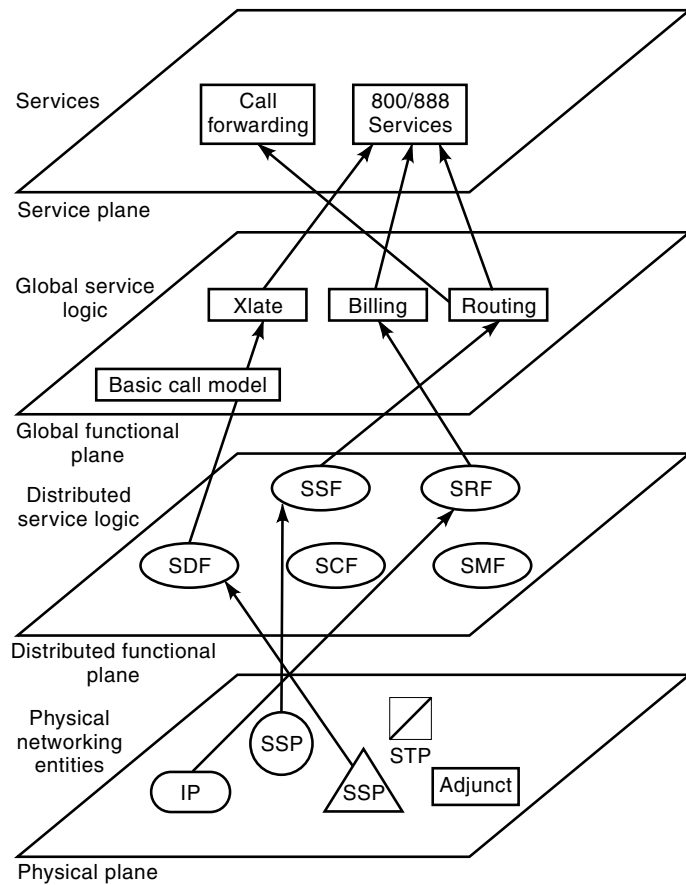 Services
Call
forwarding
800/888
Services
Service plane
Global service
logic
Xlate
Billing
Routing
Basic call model
Global functional
plane
Distributed
service logic
SSF
SRF
SDF
SCF
SMF
Distributed functional
plane
Physical
networking
entities
SSP
STP
IP
SSP
Adjunct
Physical plane